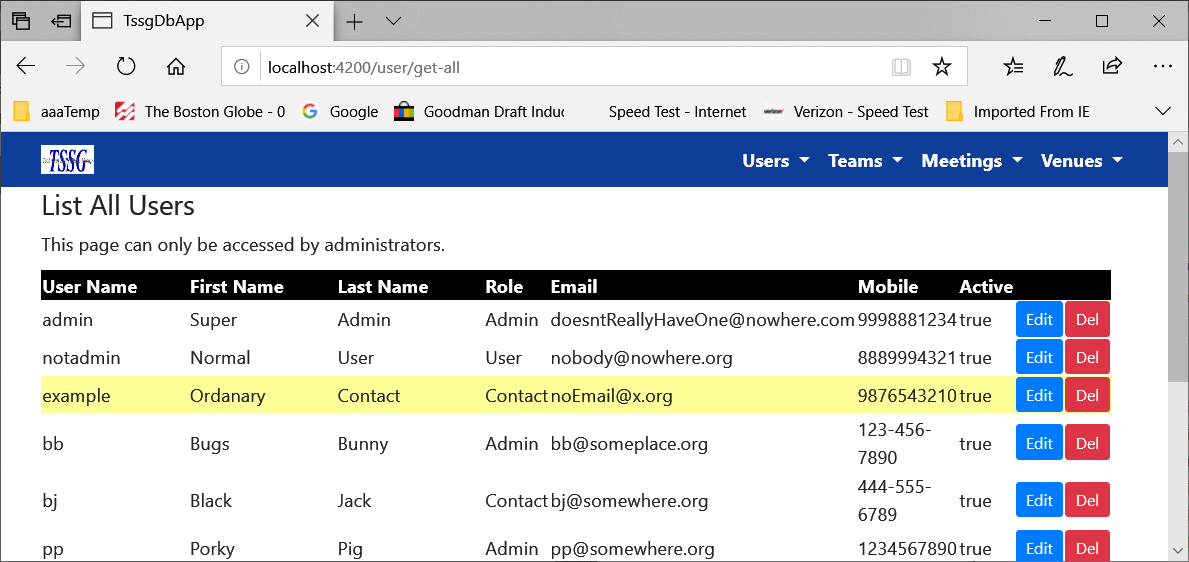 TssgDbApp
localhost:4200/user/get-all
aaaTemp The Boston Globe - 0 Google Goodman Draft Induc Speed Test - Internet Verizon - Speed Test Imported From IE
TSSG Users Teams Meetings Venues
List All Users
This page can only be accessed by administrators.
User Name First Name Last Name Role Email Mobile Active
admin Super Admin Admin doesntReallyHaveOne@nowhere.com 9998881234 true Edit Del
notadmin Normal User User nobody@nowhere.org 8889994321 true Edit Del
example Ordanary Contact Contact noEmail@x.org 9876543210 true Edit Del
bb Bugs Bunny Admin bb@someplace.org 123-456-
7890 true Edit Del
bj Black Jack Contact bj@somewhere.org 444-555-
6789 true Edit Del
pp Porky Pig Admin pp@somewhere.org 1234567890 true Edit Del